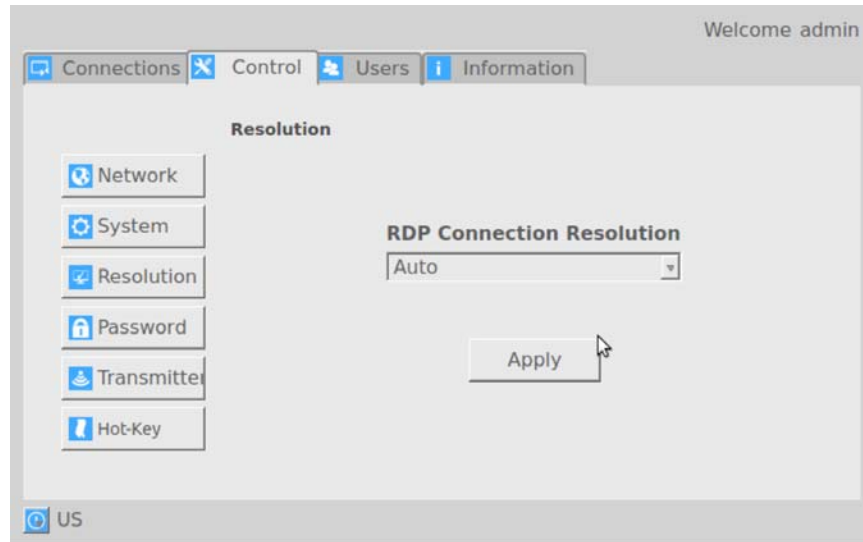 Welcome admin
Connections Control Users Information
Resolution
Network
System
RDP Connection Resolution
Auto
Resolution
Password
Apply
Transmitter
Hot-Key
US